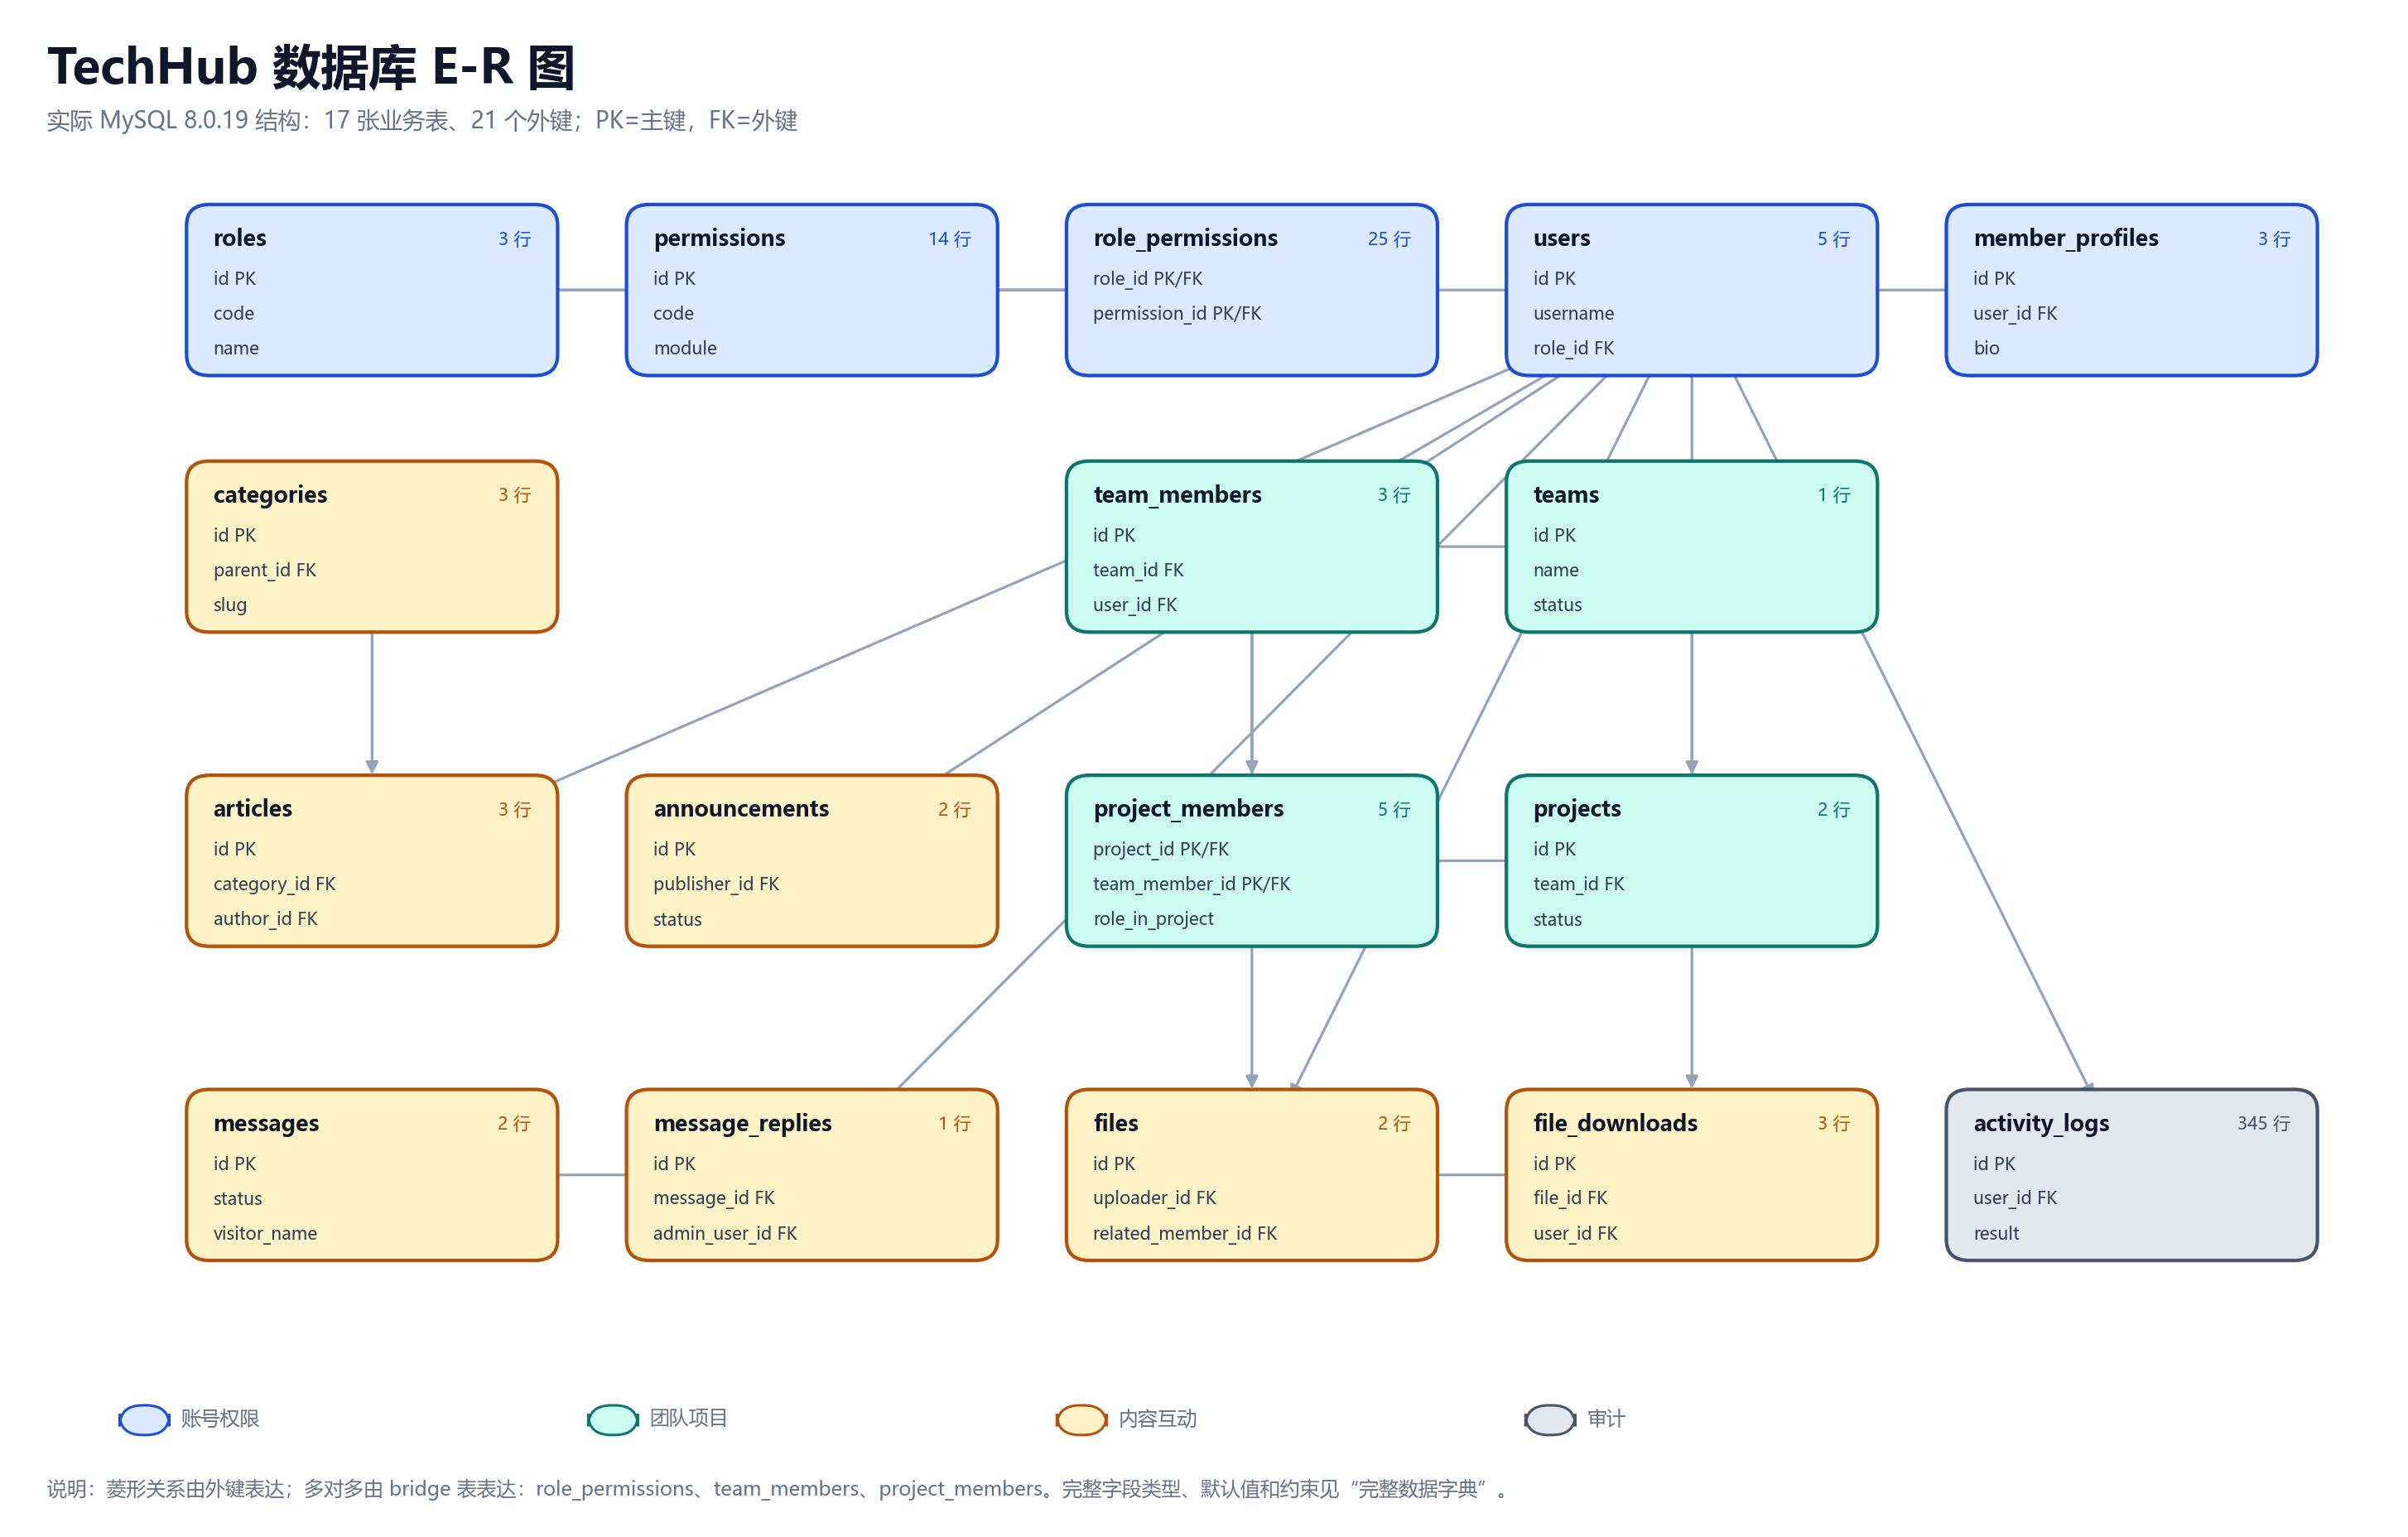 TechHub 数据库 E-R 图
实际 MySQL 8.0.19 结构：17 张业务表、21 个外键；PK=主键，FK=外键
roles 3 行
id PK
code
name
permissions 14 行
id PK
code
module
role_permissions 25 行
role_id PK/FK
permission_id PK/FK
users 5 行
id PK
username
role_id FK
member_profiles 3 行
id PK
user_id FK
bio
categories 3 行
id PK
parent_id FK
slug
team_members 3 行
id PK
team_id FK
user_id FK
teams 1 行
id PK
name
status
articles 3 行
id PK
category_id FK
author_id FK
announcements 2 行
id PK
publisher_id FK
status
project_members 5 行
project_id PK/FK
team_member_id PK/FK
role_in_project
projects 2 行
id PK
team_id FK
status
messages 2 行
id PK
status
visitor_name
message_replies 1 行
id PK
message_id FK
admin_user_id FK
files 2 行
id PK
uploader_id FK
related_member_id FK
file_downloads 3 行
id PK
file_id FK
user_id FK
activity_logs 345 行
id PK
user_id FK
result
账号权限
团队项目
内容互动
审计
说明：菱形关系由外键表达；多对多由 bridge 表表达：role_permissions、team_members、project_members。完整字段类型、默认值和约束见“完整数据字典”。